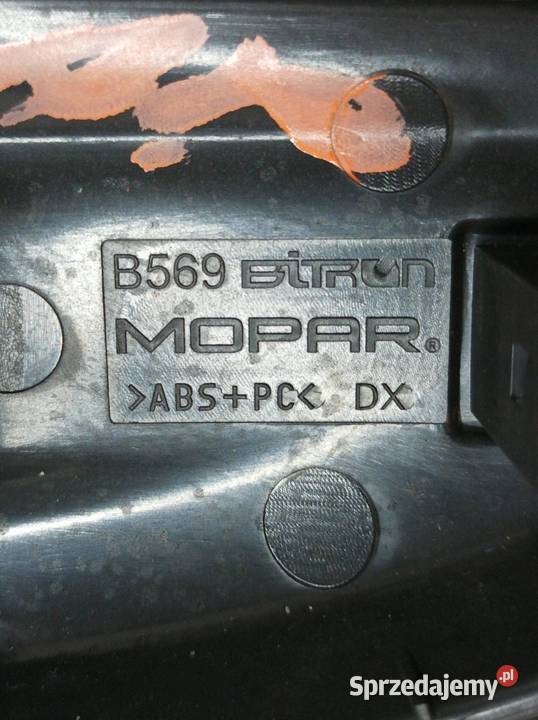 B569 BITRON
MOPAR®
>ABS+PC< DX
Sprzedajemy.pl